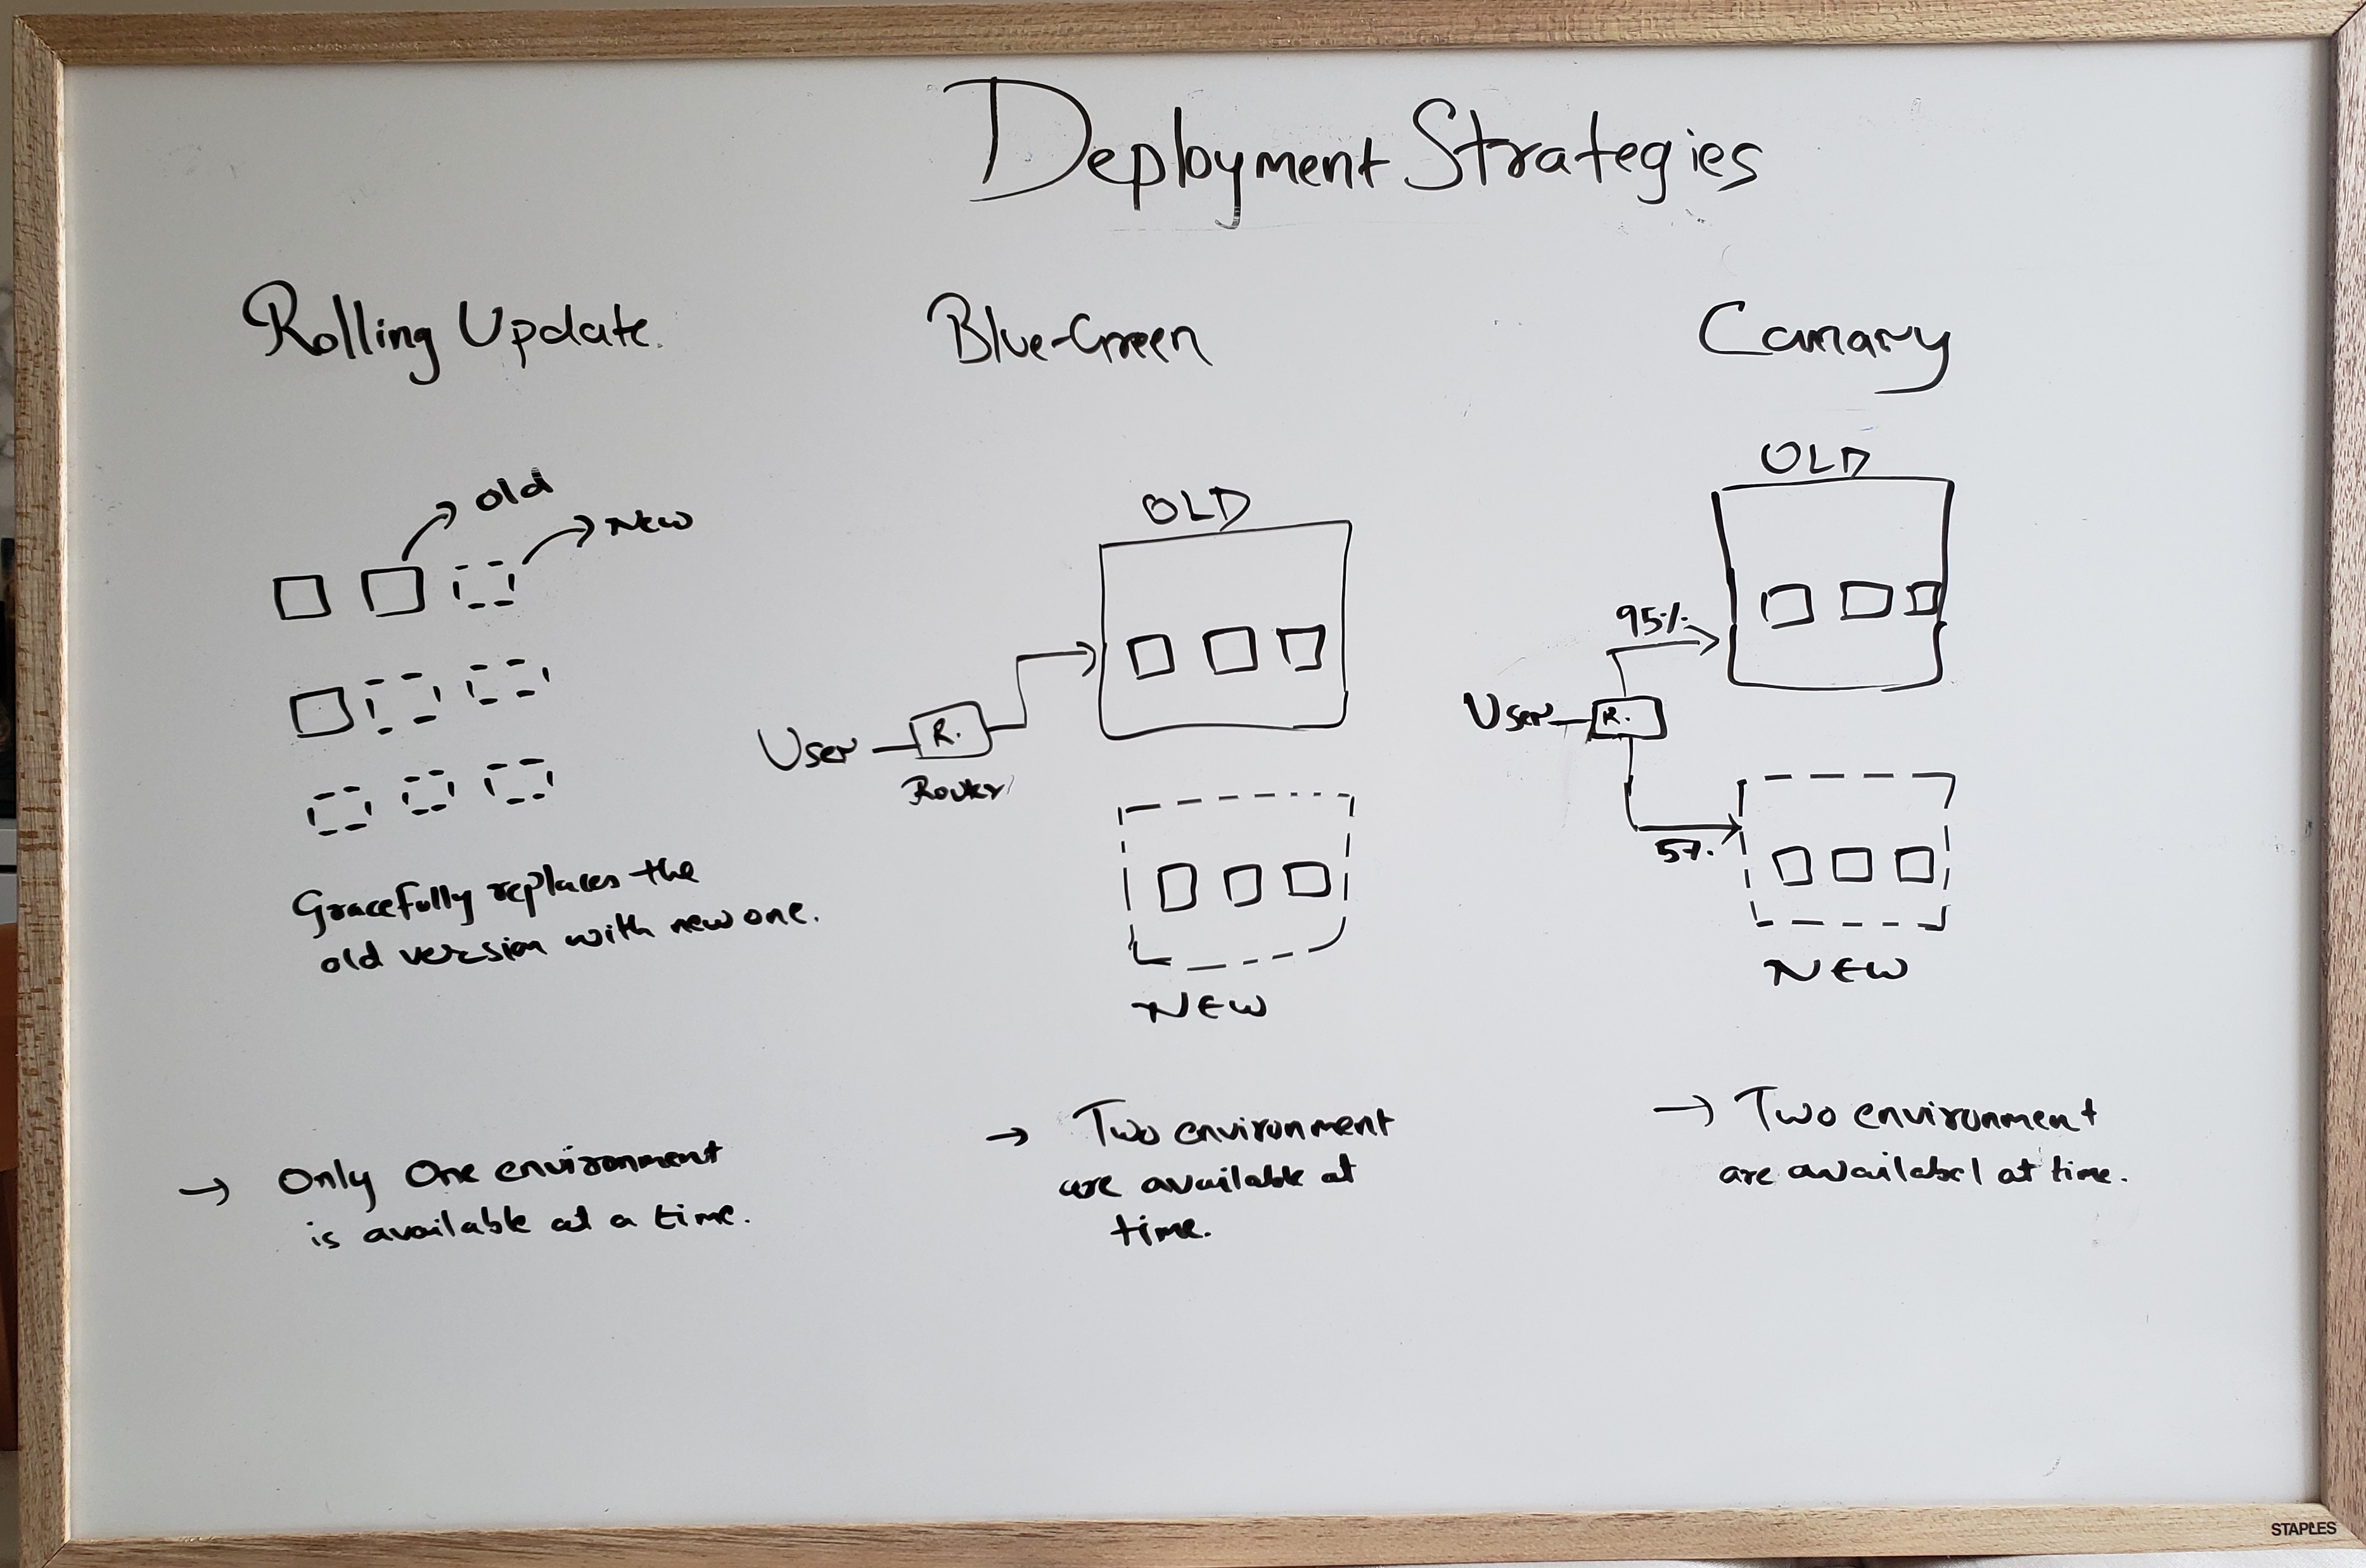 Deployment Strategies
Rolling Update.
old
New
Gracefully replaces the
old version with new one.
→ Only One environment
is available at a time.
Blue-Green
OLD
User
R.
Router
NEW
→ Two environment
are available at
time.
Canary
OLD
95%
User
R.
5%
NEW
→ Two environment
are availabel at time.
STAPLES